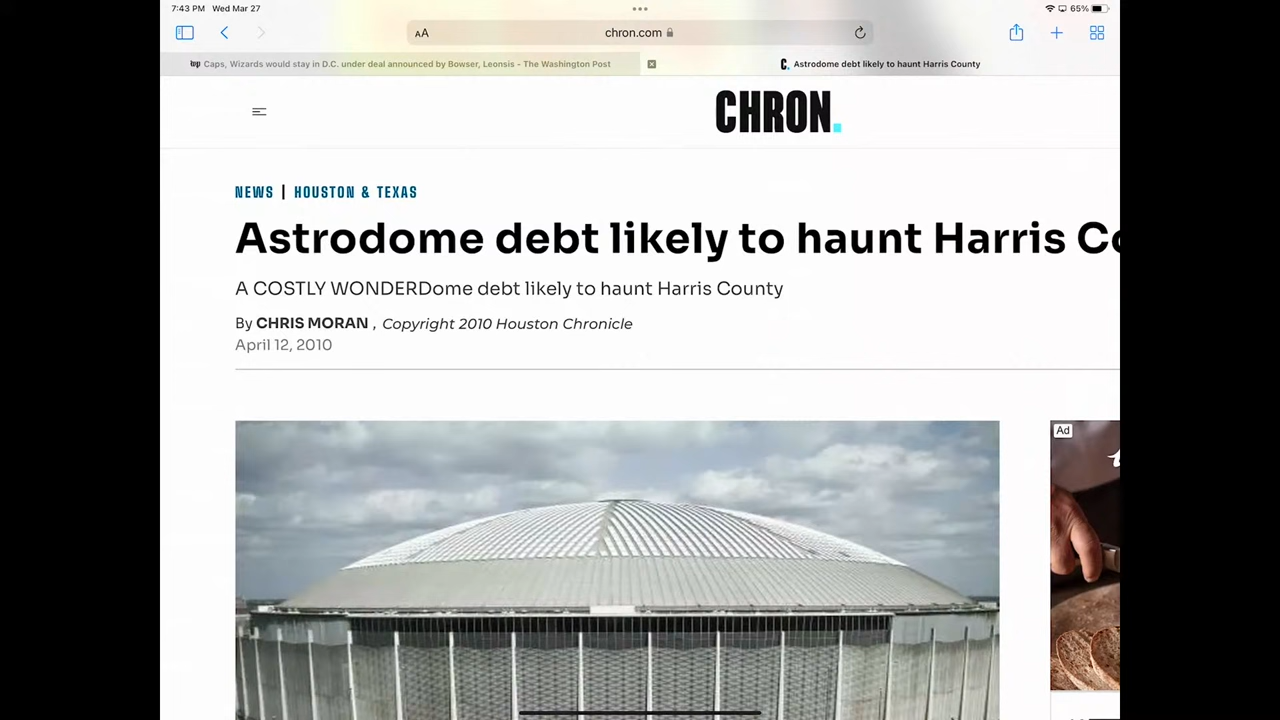 7:43 PM Wed Mar 27
65%
AA
chron.com
Caps, Wizards would stay in D.C. under deal announced by Bowser, Leonsis - The Washington Post
Astrodome debt likely to haunt Harris County
CHRON.
NEWS | HOUSTON & TEXAS
Astrodome debt likely to haunt Harris Co
A COSTLY WONDERDome debt likely to haunt Harris County
By CHRIS MORAN , Copyright 2010 Houston Chronicle
April 12, 2010
Ad